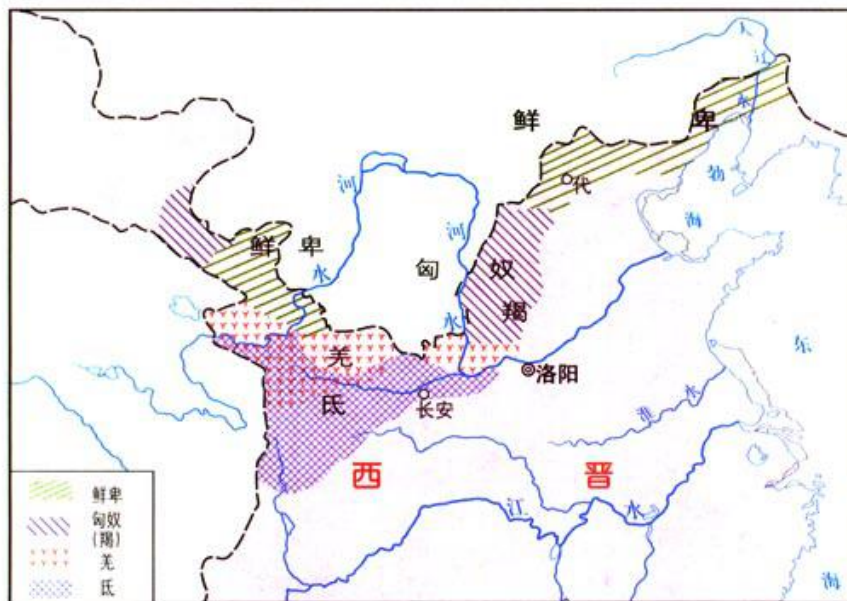 鲜 卑
河
河
水
水
代
渤
海
鲜 卑
匈 奴
羯
羌
氐
洛阳
长安
淮 水
东
海
西 晋
江 水
鲜卑
匈奴
(羯)
羌
氐